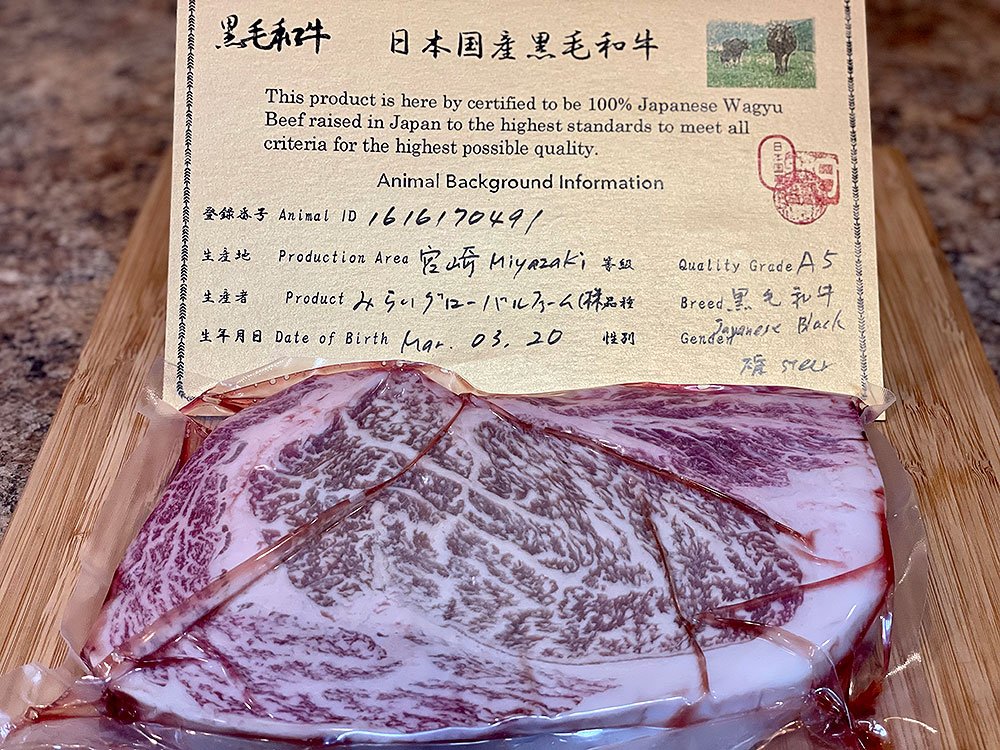 黒毛和牛 日本国産黒毛和牛
This product is here by certified to be 100% Japanese Wagyu
Beef raised in Japan to the highest standards to meet all
criteria for the highest possible quality.
日本国
Animal Background Information
登録番号 Animal ID 1616170491
生産地 Production Area 宮崎 Miyazaki 等級 Quality Grade A5
生産者 Product みらいグローバルファーム(株 品種 Breed 黒毛和牛
Japanese Black
生年月日 Date of Birth Mar. 03. 20 性別 Gender
steer